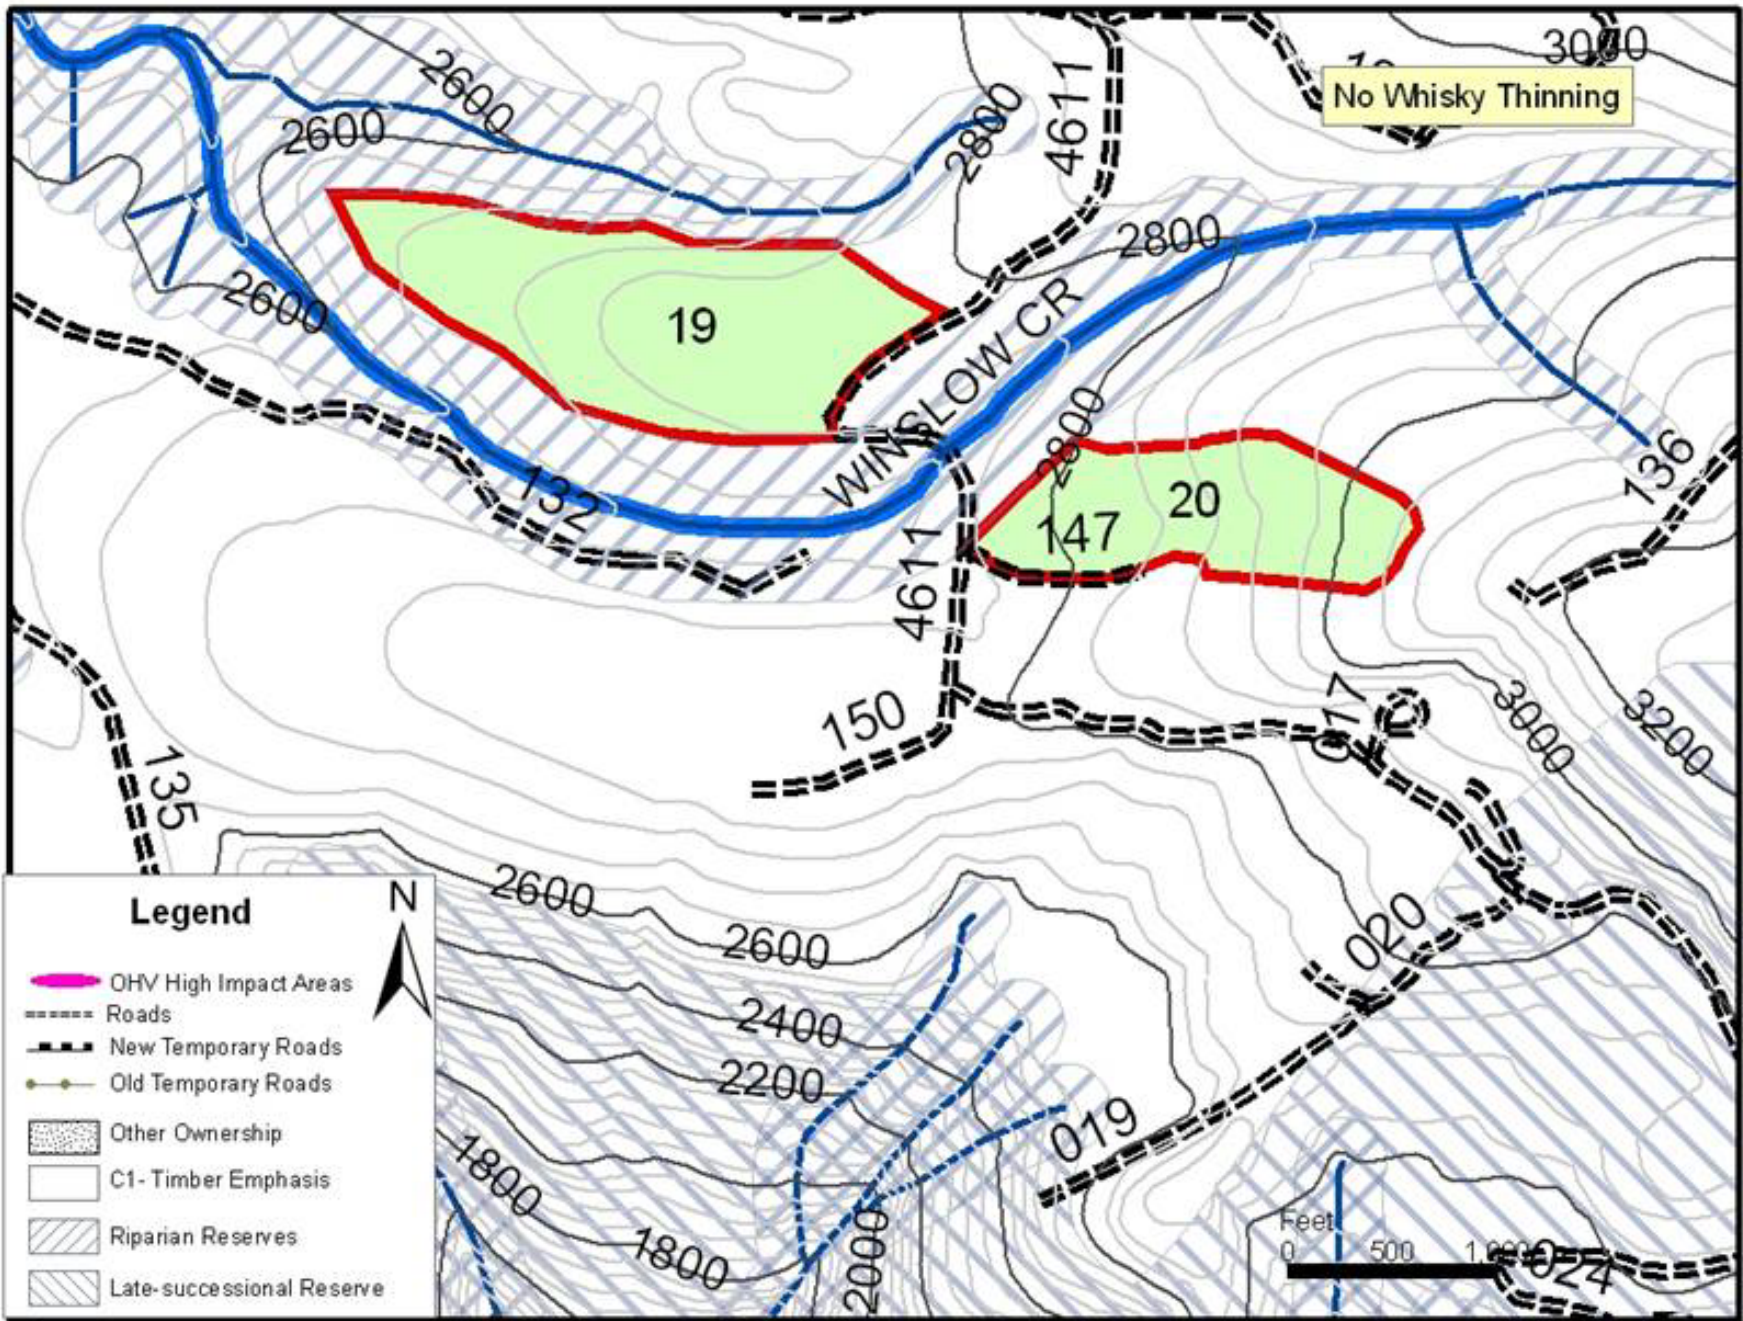 3000
No Whisky Thinning
2600
2600
2800
4611
2800
2600
19
WINSLOW CR
2800
132
147
20
136
4611
150
017
3000
3200
135
2600
2600
020
2400
2200
019
1800
1800
2000
024
Legend
N
OHV High Impact Areas
Roads
New Temporary Roads
Old Temporary Roads
Other Ownership
C1- Timber Emphasis
Riparian Reserves
Late-successional Reserve
Feet
0 500 1,000